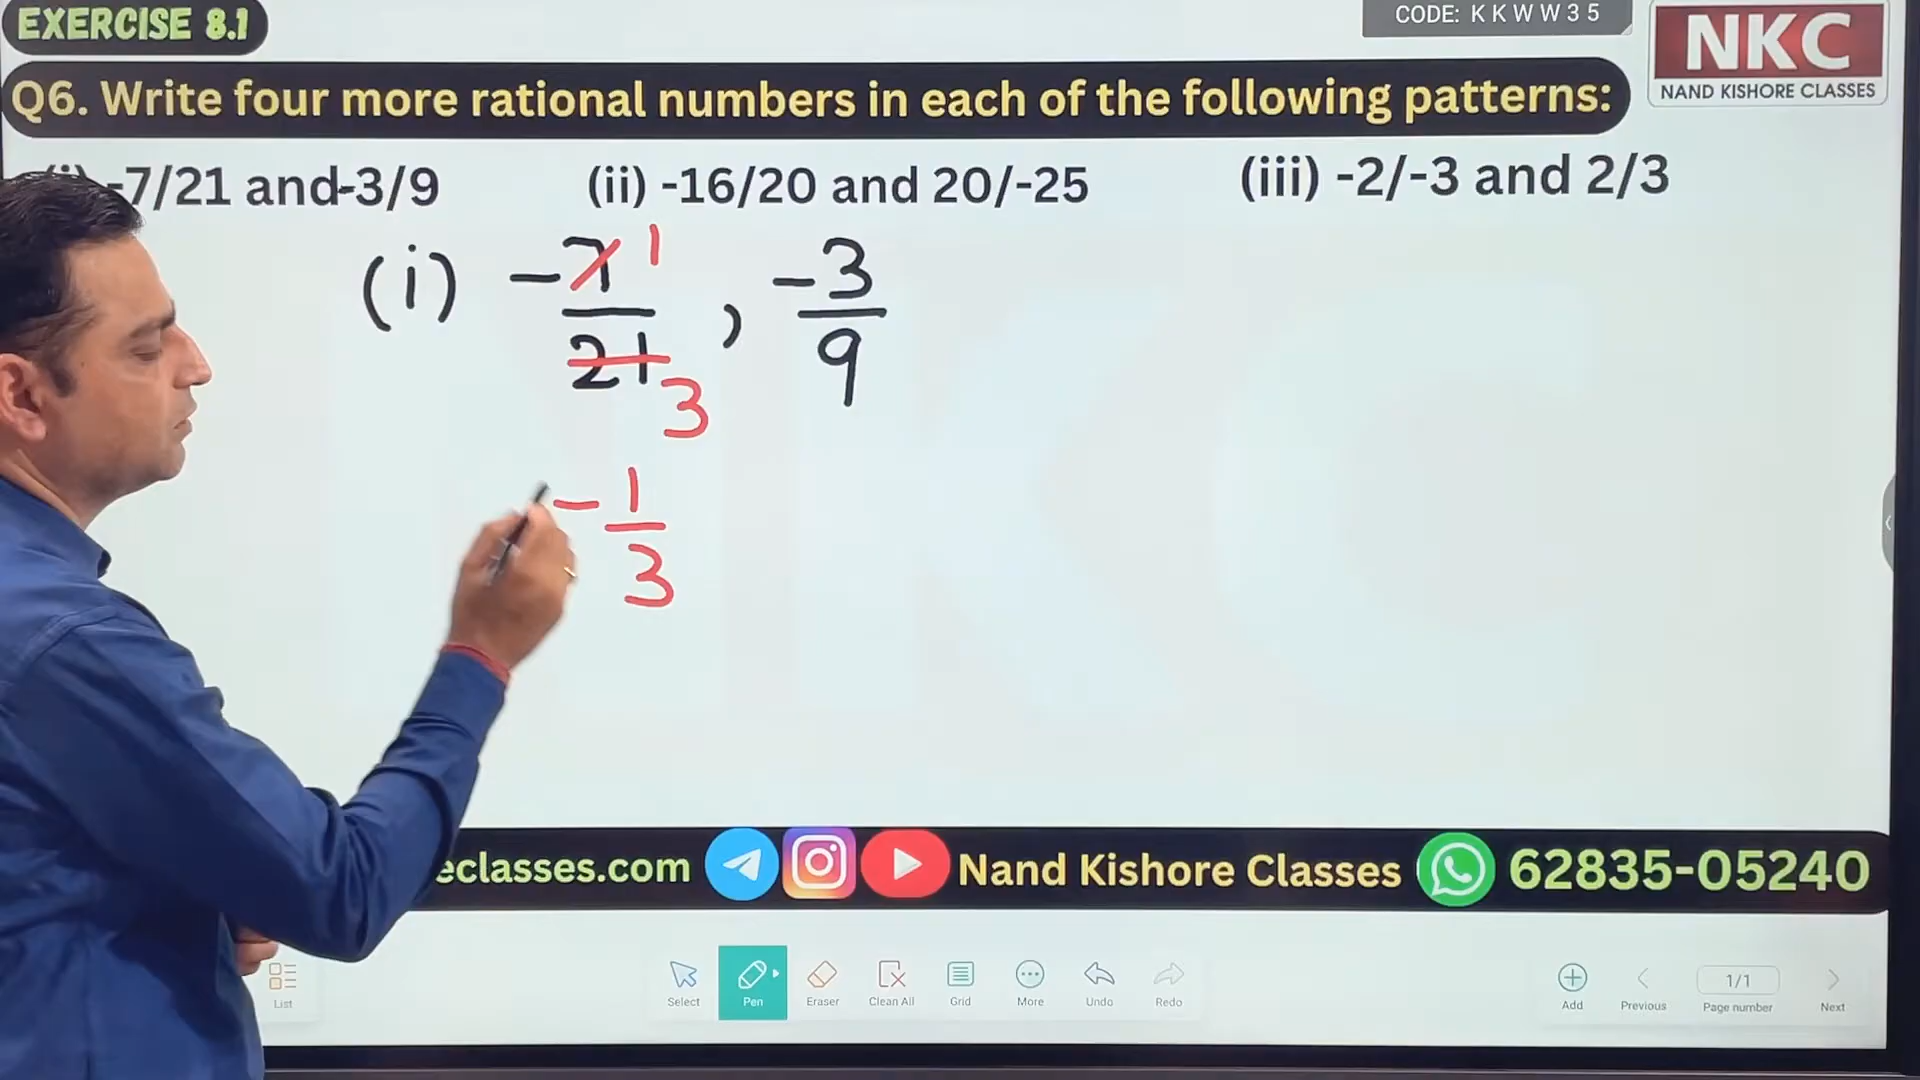 EXERCISE 8.1
CODE: K K W W 3 5
NKC
NAND KISHORE CLASSES
Q6. Write four more rational numbers in each of the following patterns:
-7/21 and-3/9 (ii) -16/20 and 20/-25 (iii) -2/-3 and 2/3
(i) -7/21 , -3/9
1
3
-1/3
eclasses.com Nand Kishore Classes 62835-05240
List Select Pen Eraser Clean All Grid More Undo Redo Add Previous 1/1 Page number Next